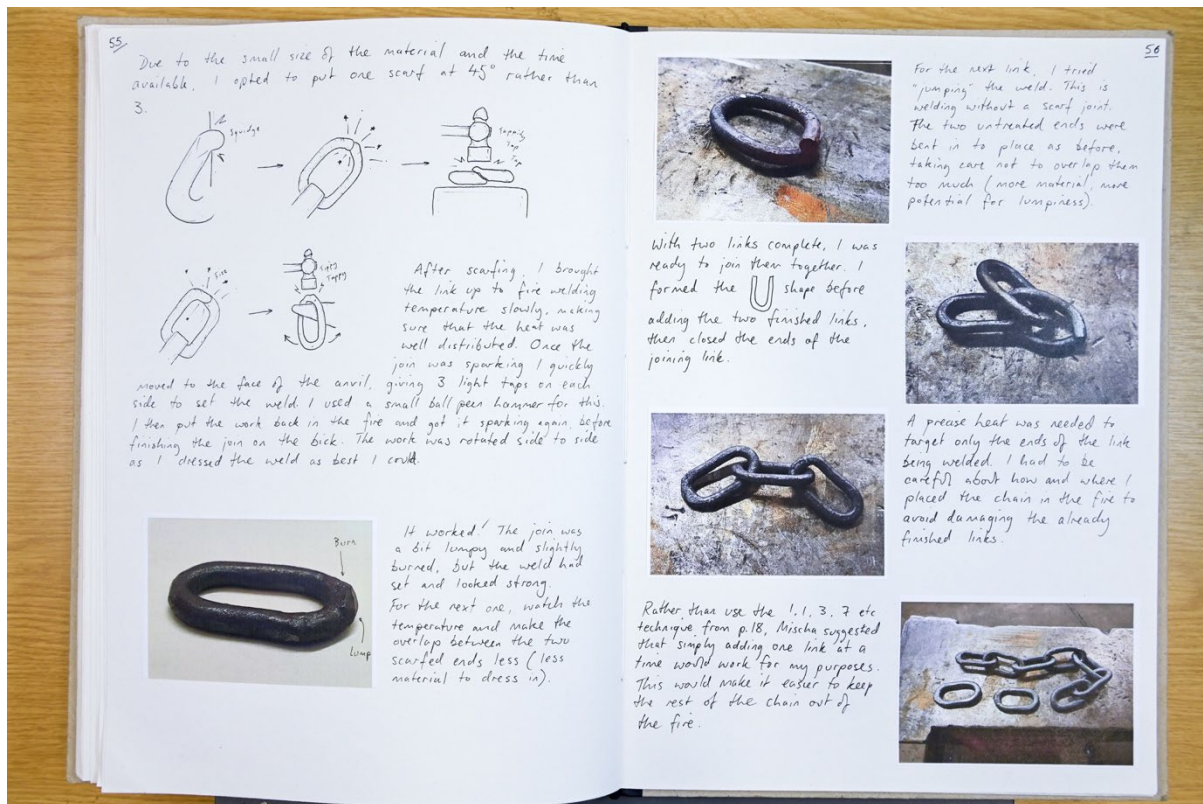 55
Due to the small size of the material and the time
available, I opted to put one scarf at 45° rather than
3.
Squidge
Tap
Tap
After scarfing, I brought
the link up to fire welding
temperature slowly, making
sure that the heat was
well distributed. Once the
join was sparking I quickly
moved to the face of the anvil, giving 3 light taps on each
side to set the weld. I used a small ball peen hammer for this.
I then put the work back in the fire and got it sparking again, before
finishing the join on the bick. The work was rotated side to side
as I dressed the weld as best I could.
Burn
Lump
It worked! The join was
a bit lumpy and slightly
burned, but the weld had
set and looked strong.
For the next one, watch the
temperature and make the
overlap between the two
scarfed ends less (less
material to dress in).
56
For the next link, I tried
"jumping" the weld. This is
welding without a scarf joint.
The two untreated ends were
bent in to place as before,
taking care not to overlap them
too much (more material, more
potential for lumpiness).
With two links complete, I was
ready to join them together. I
formed the shape before
adding the two finished links,
then closed the ends of the
joining link.
A precise heat was needed to
target only the ends of the link
being welded. I had to be
careful about how and where I
placed the chain in the fire to
avoid damaging the already
finished links.
Rather than use the 1, 1, 3, 7 etc
technique from p.18, Mischa suggested
that simply adding one link at a
time would work for my purposes.
This would make it easier to keep
the rest of the chain out of
the fire.